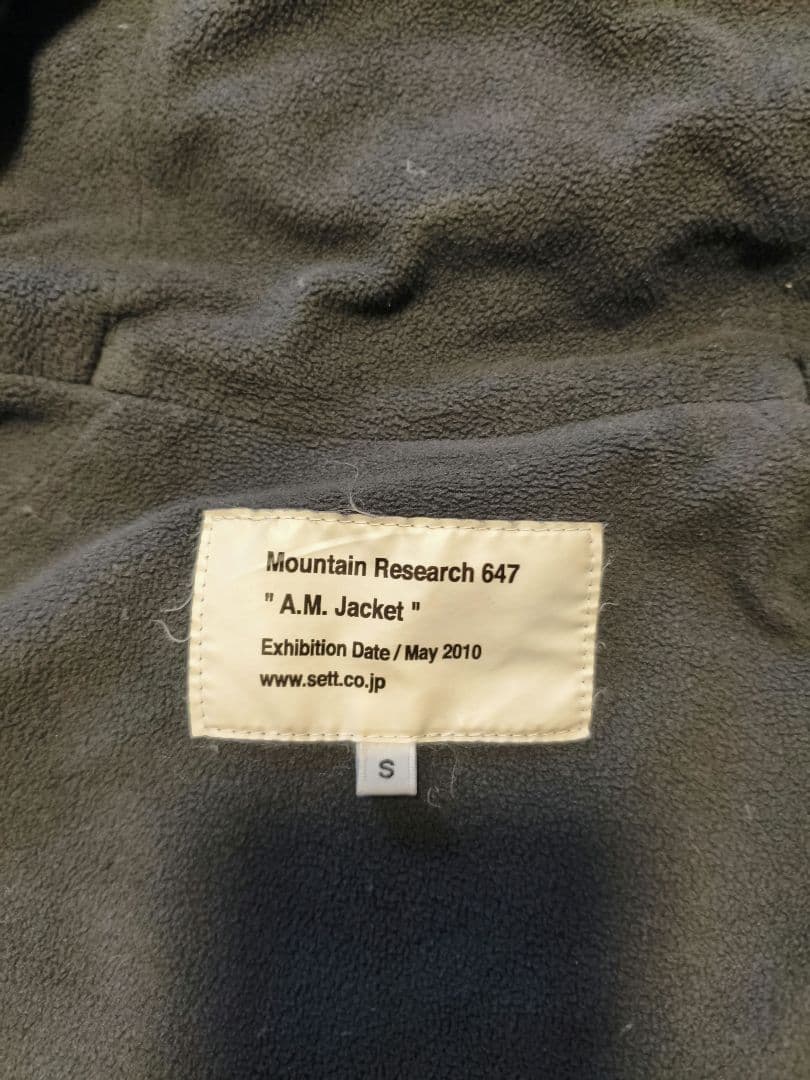 Mountain Research 647
" A.M. Jacket "
Exhibition Date / May 2010
www.sett.co.jp
S